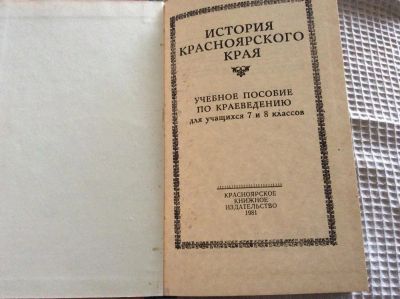 ИСТОРИЯ
КРАСНОЯРСКОГО
КРАЯ
УЧЕБНОЕ ПОСОБИЕ
ПО КРАЕВЕДЕНИЮ
для учащихся 7 и 8 классов
КРАСНОЯРСКОЕ
КНИЖНОЕ
ИЗДАТЕЛЬСТВО
1981